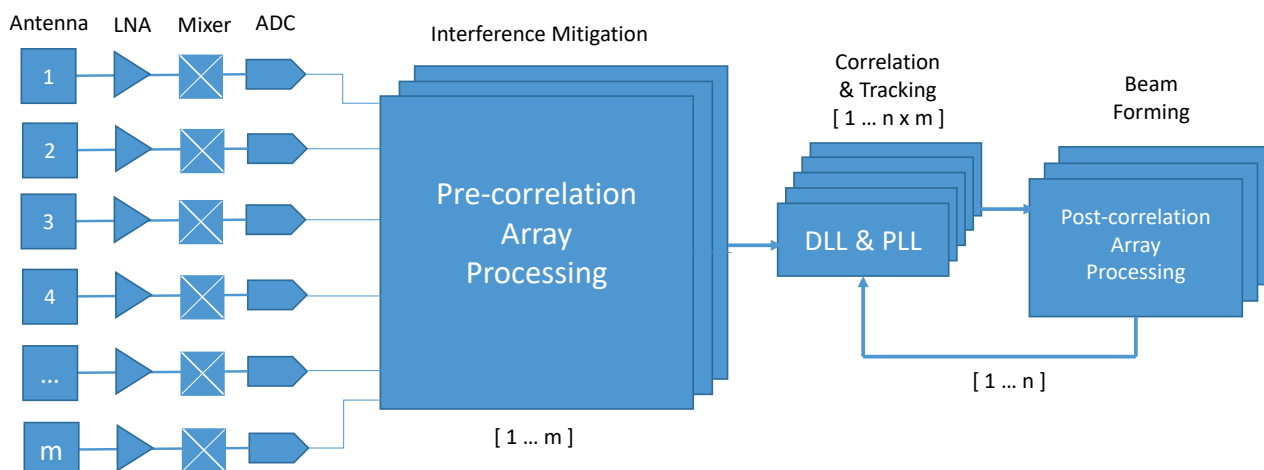 Antenna LNA Mixer ADC
Interference Mitigation
Correlation
& Tracking
[ 1 ... n x m ]
Beam
Forming
1
2
3
4
...
m
Pre-correlation
Array
Processing
[ 1 ... m ]
DLL & PLL
Post-correlation
Array
Processing
[ 1 ... n ]